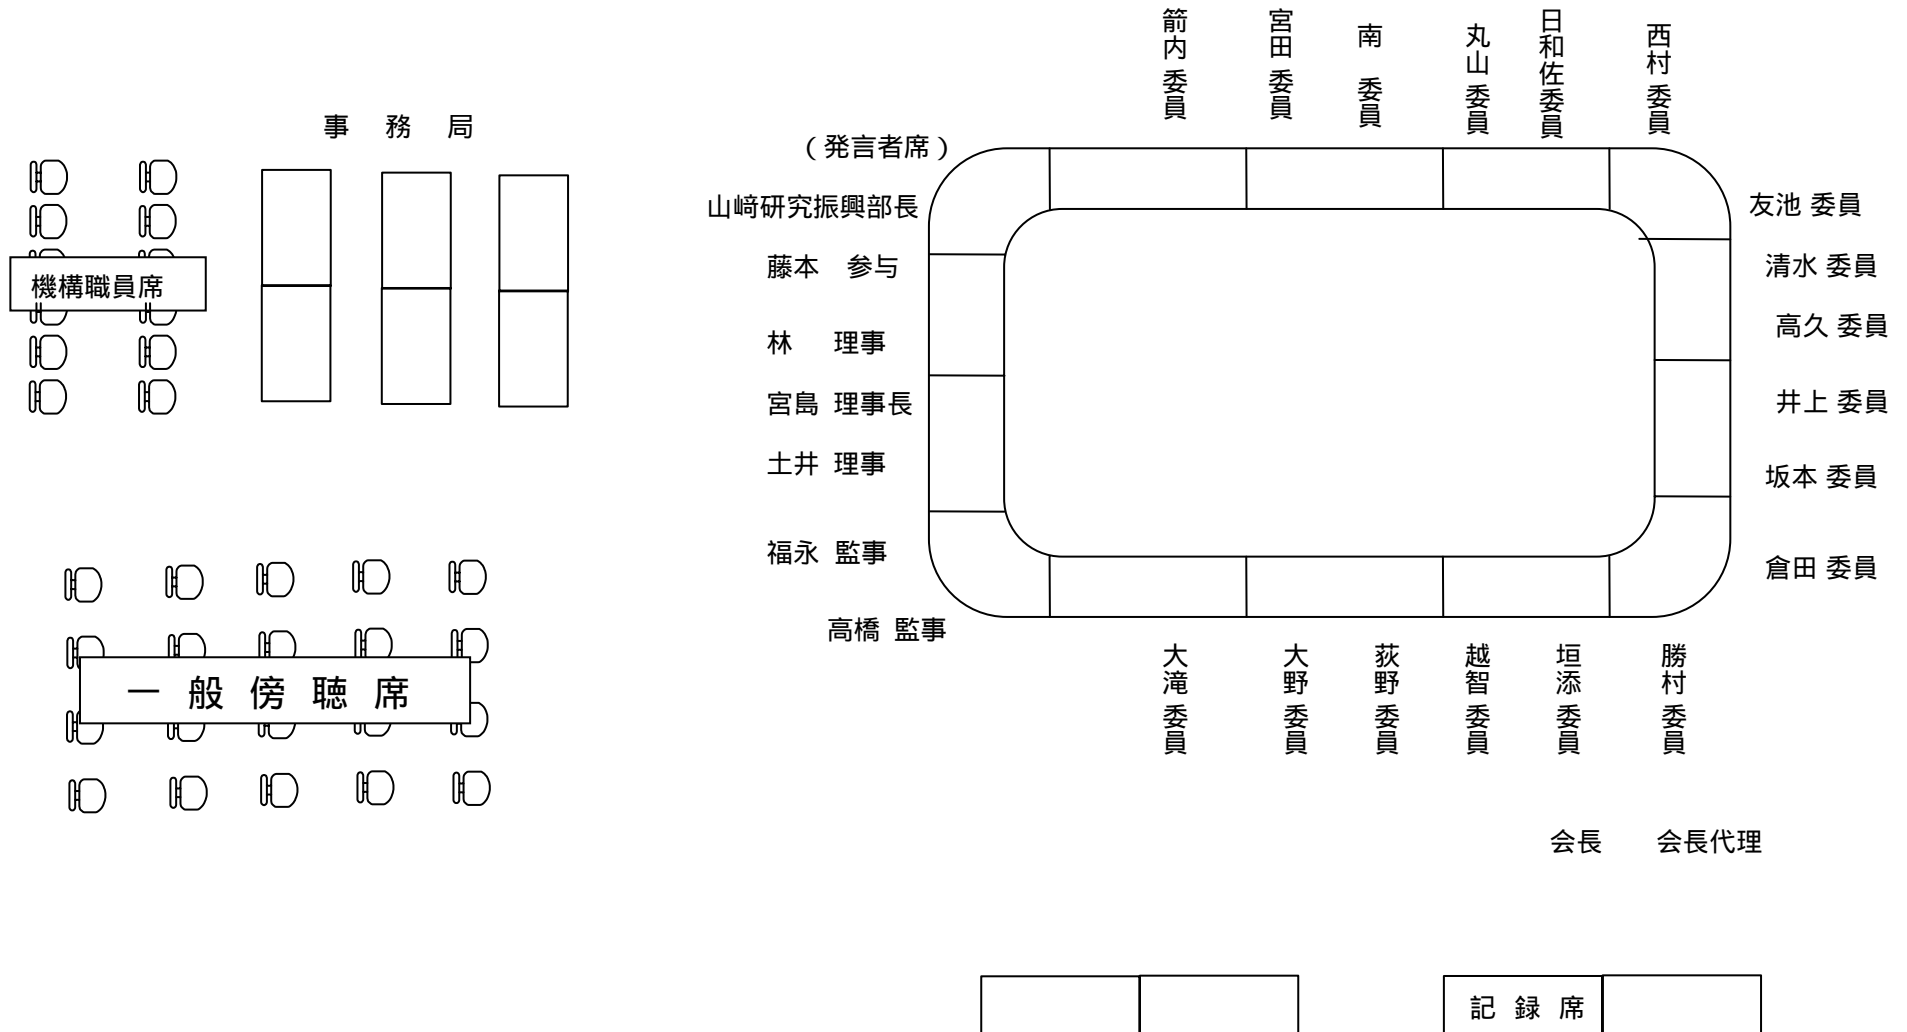 箭内 委員
宮田 委員
南 委員
丸山 委員
日和佐委員
西村 委員
事 務 局
(発言者席)
山﨑研究振興部長
藤本 参与
林 理事
宮島 理事長
土井 理事
福永 監事
高橋 監事
友池 委員
清水 委員
高久 委員
井上 委員
坂本 委員
倉田 委員
機構職員席
一 般 傍 聴 席
大滝 委員
大野 委員
荻野 委員
越智 委員
垣添 委員
勝村 委員
会長 会長代理
記 録 席